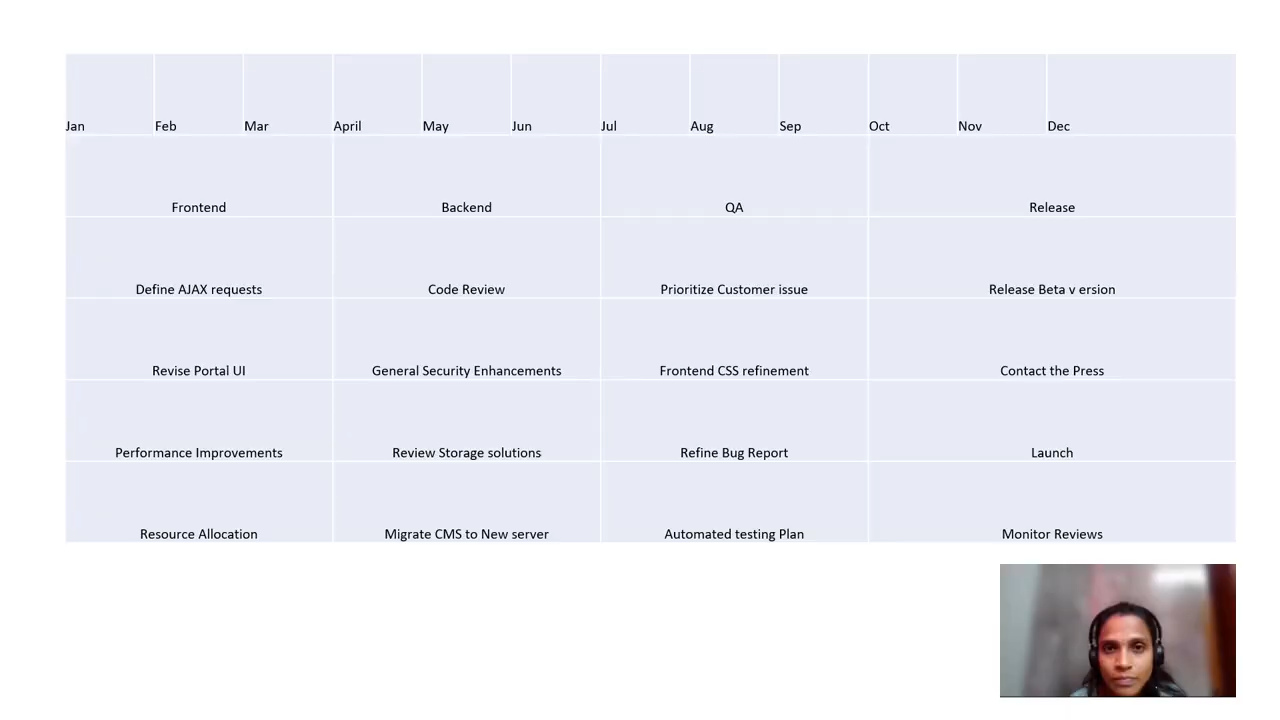 Jan Feb Mar April May Jun Jul Aug Sep Oct Nov Dec
Frontend Backend QA Release
Define AJAX requests Code Review Prioritize Customer issue Release Beta v ersion
Revise Portal UI General Security Enhancements Frontend CSS refinement Contact the Press
Performance Improvements Review Storage solutions Refine Bug Report Launch
Resource Allocation Migrate CMS to New server Automated testing Plan Monitor Reviews